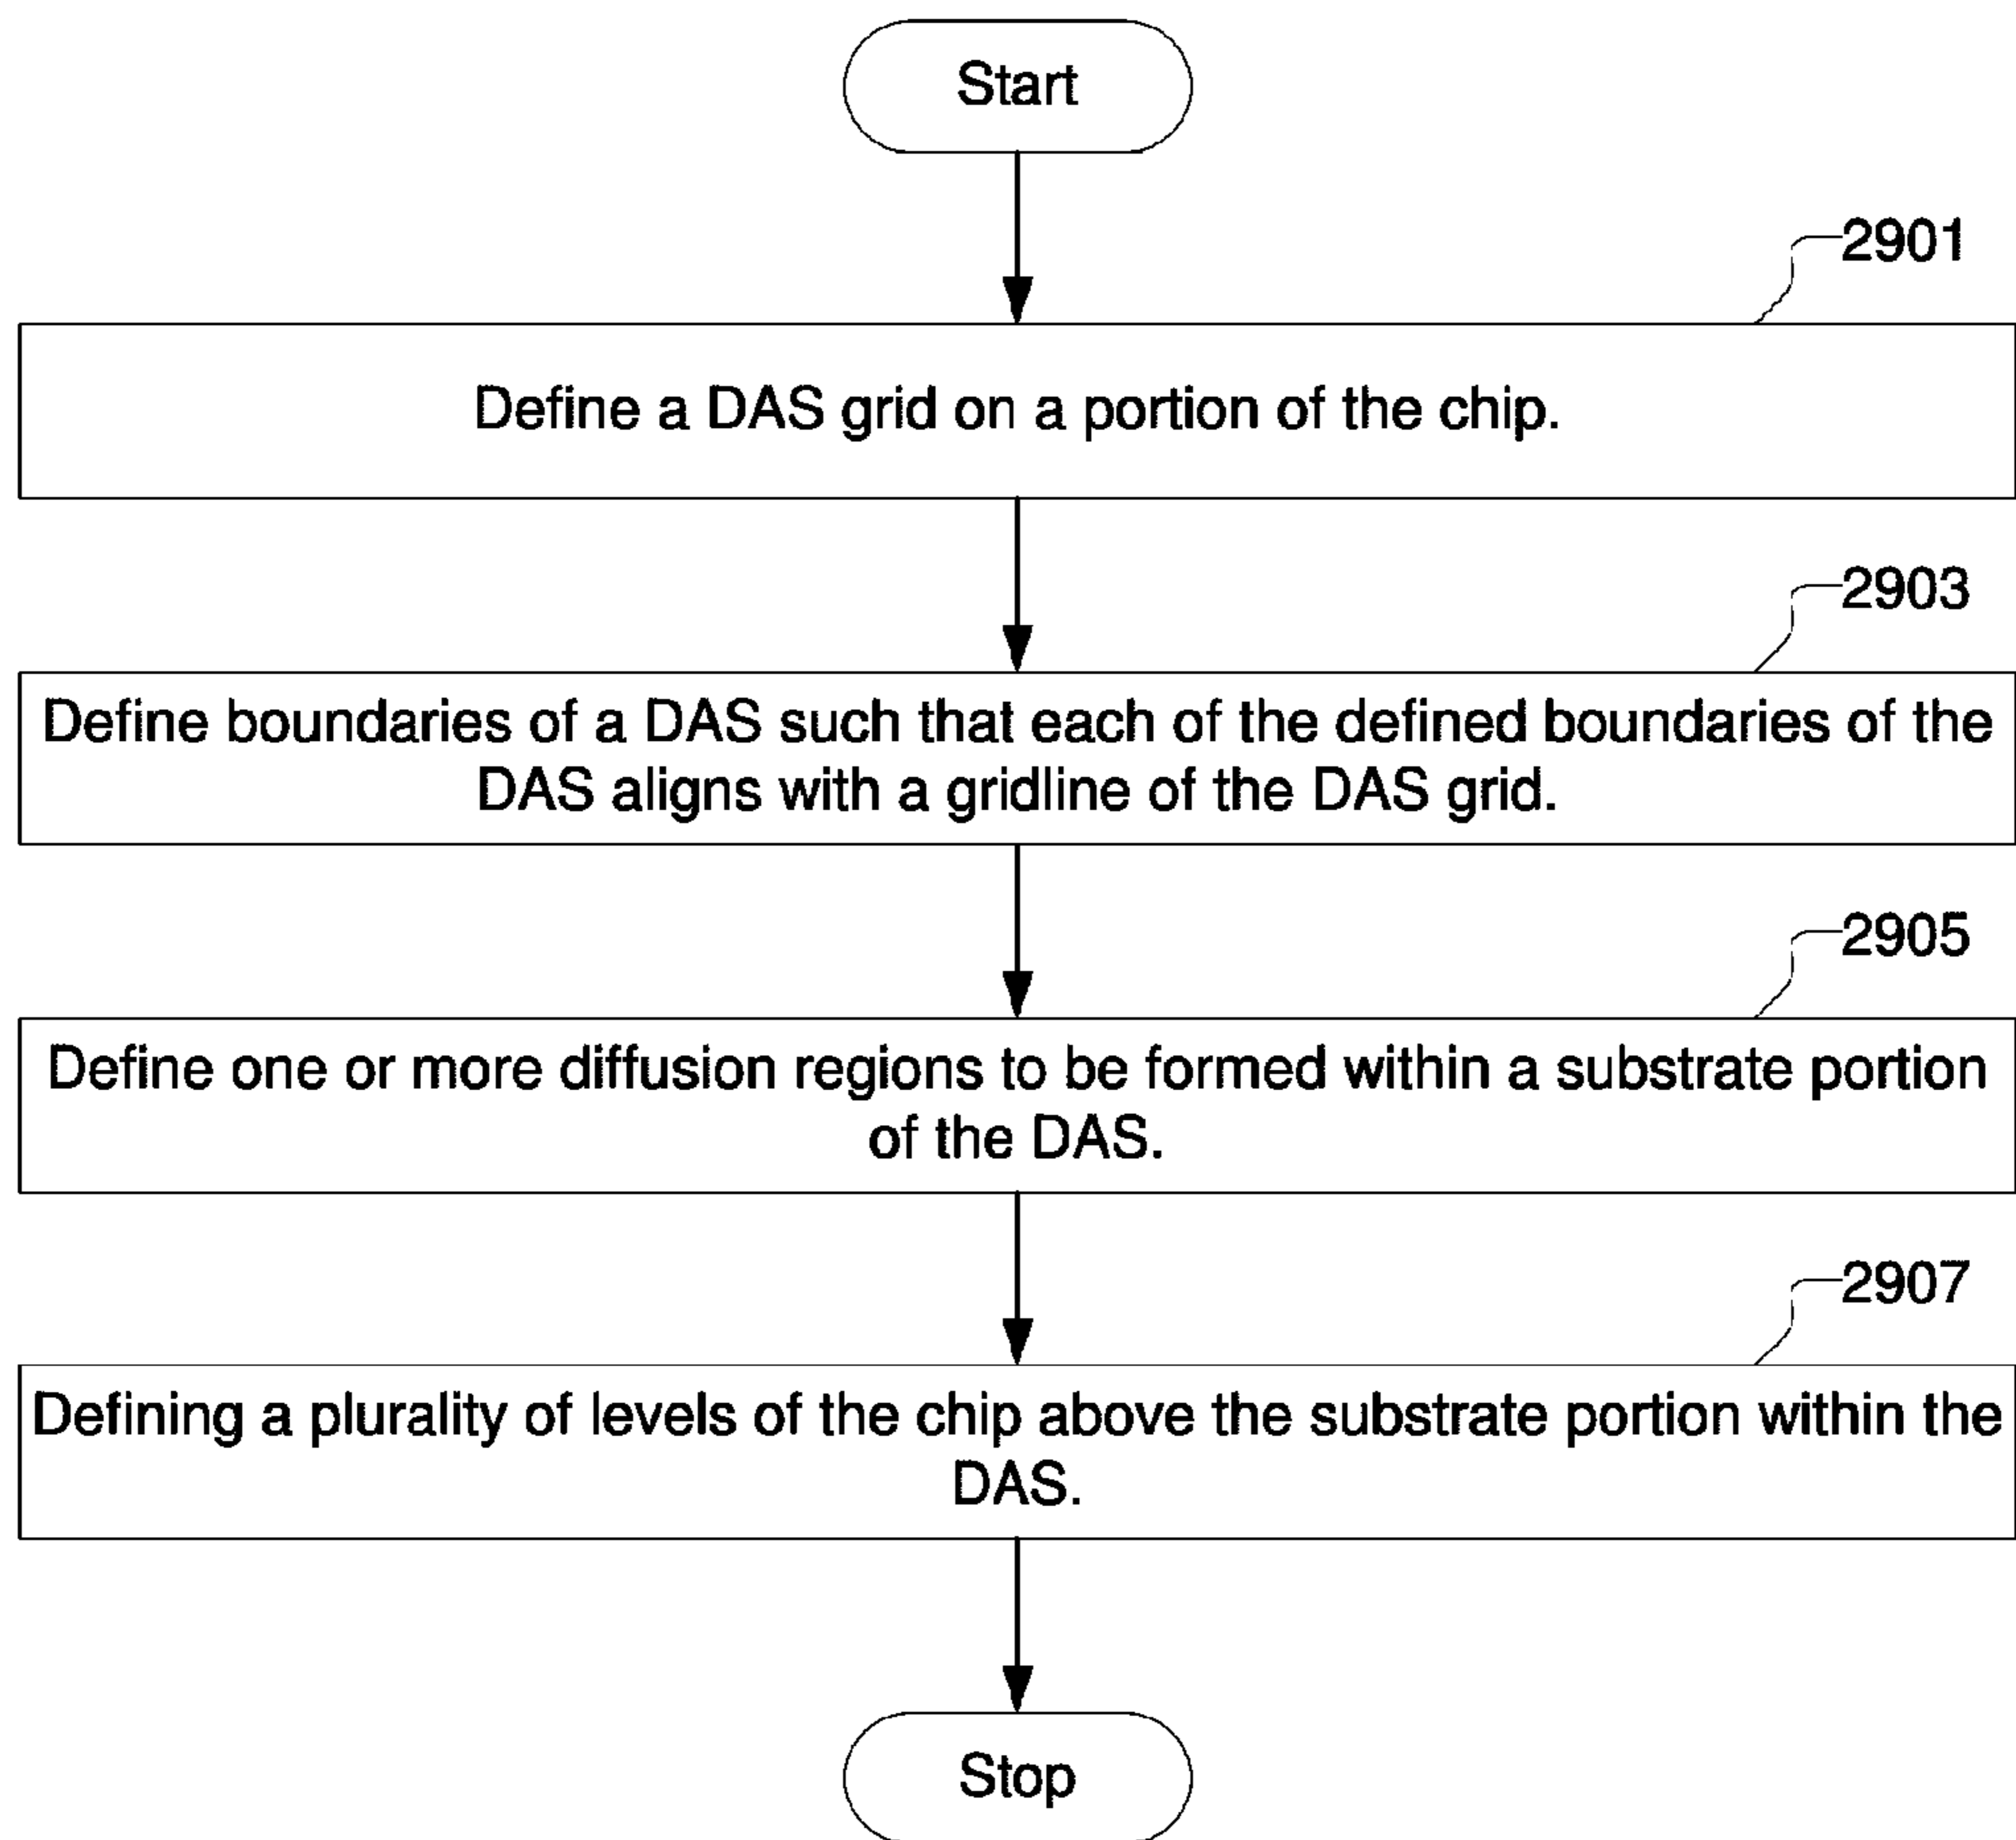 Start
2901
Define a DAS grid on a portion of the chip.
2903
Define boundaries of a DAS such that each of the defined boundaries of the
DAS aligns with a gridline of the DAS grid.
2905
Define one or more diffusion regions to be formed within a substrate portion
of the DAS.
2907
Defining a plurality of levels of the chip above the substrate portion within the
DAS.
Stop